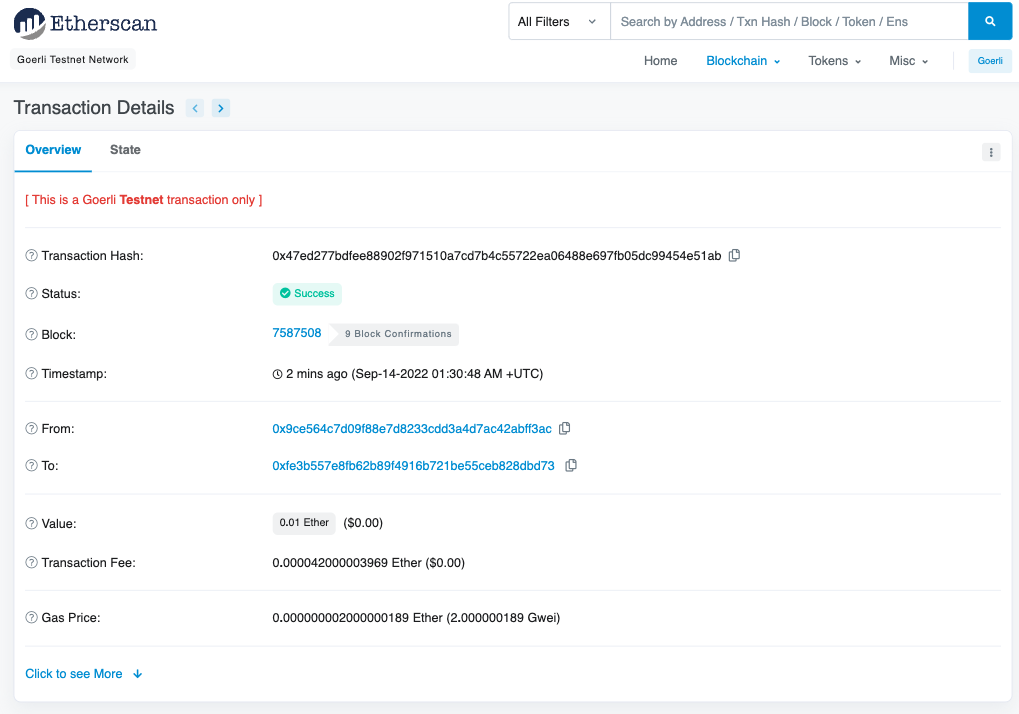 Etherscan
All Filters
Search by Address / Txn Hash / Block / Token / Ens
Goerli Testnet Network
Home Blockchain Tokens Misc Goerli
Transaction Details
Overview State
[ This is a Goerli Testnet transaction only ]
Transaction Hash: 0x47ed277bdfee88902f971510a7cd7b4c55722ea06488e697fb05dc99454e51ab
Status: Success
Block: 7587508 9 Block Confirmations
Timestamp: 2 mins ago (Sep-14-2022 01:30:48 AM +UTC)
From: 0x9ce564c7d09f88e7d8233cdd3a4d7ac42abff3ac
To: 0xfe3b557e8fb62b89f4916b721be55ceb828dbd73
Value: 0.01 Ether ($0.00)
Transaction Fee: 0.000042000003969 Ether ($0.00)
Gas Price: 0.000000002000000189 Ether (2.000000189 Gwei)
Click to see More